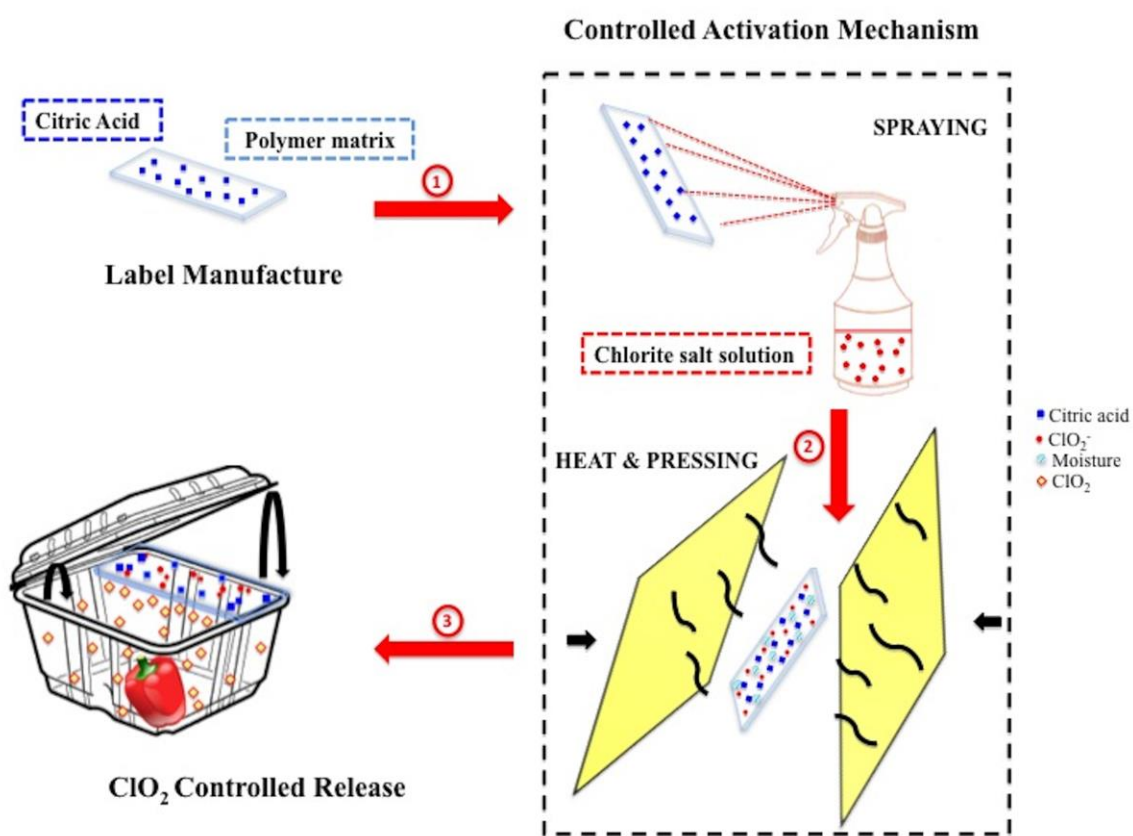 Controlled Activation Mechanism
Citric Acid
Polymer matrix
1
SPRAYING
Label Manufacture
Chlorite salt solution
2
HEAT & PRESSING
Citric acid
ClO₂⁻
Moisture
ClO₂
3
ClO₂ Controlled Release